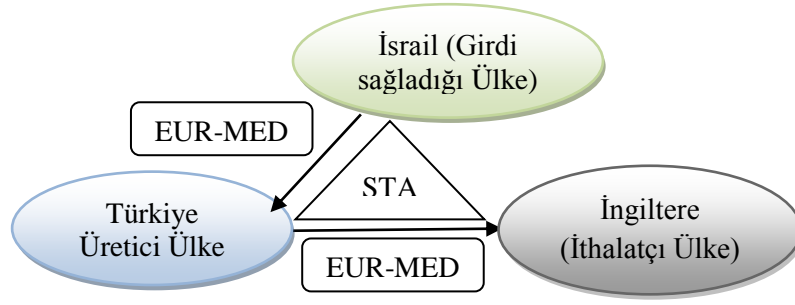 İsrail (Girdi
sağladığı Ülke)
EUR-MED
STA
Türkiye
Üretici Ülke
İngiltere
(İthalatçı Ülke)
EUR-MED